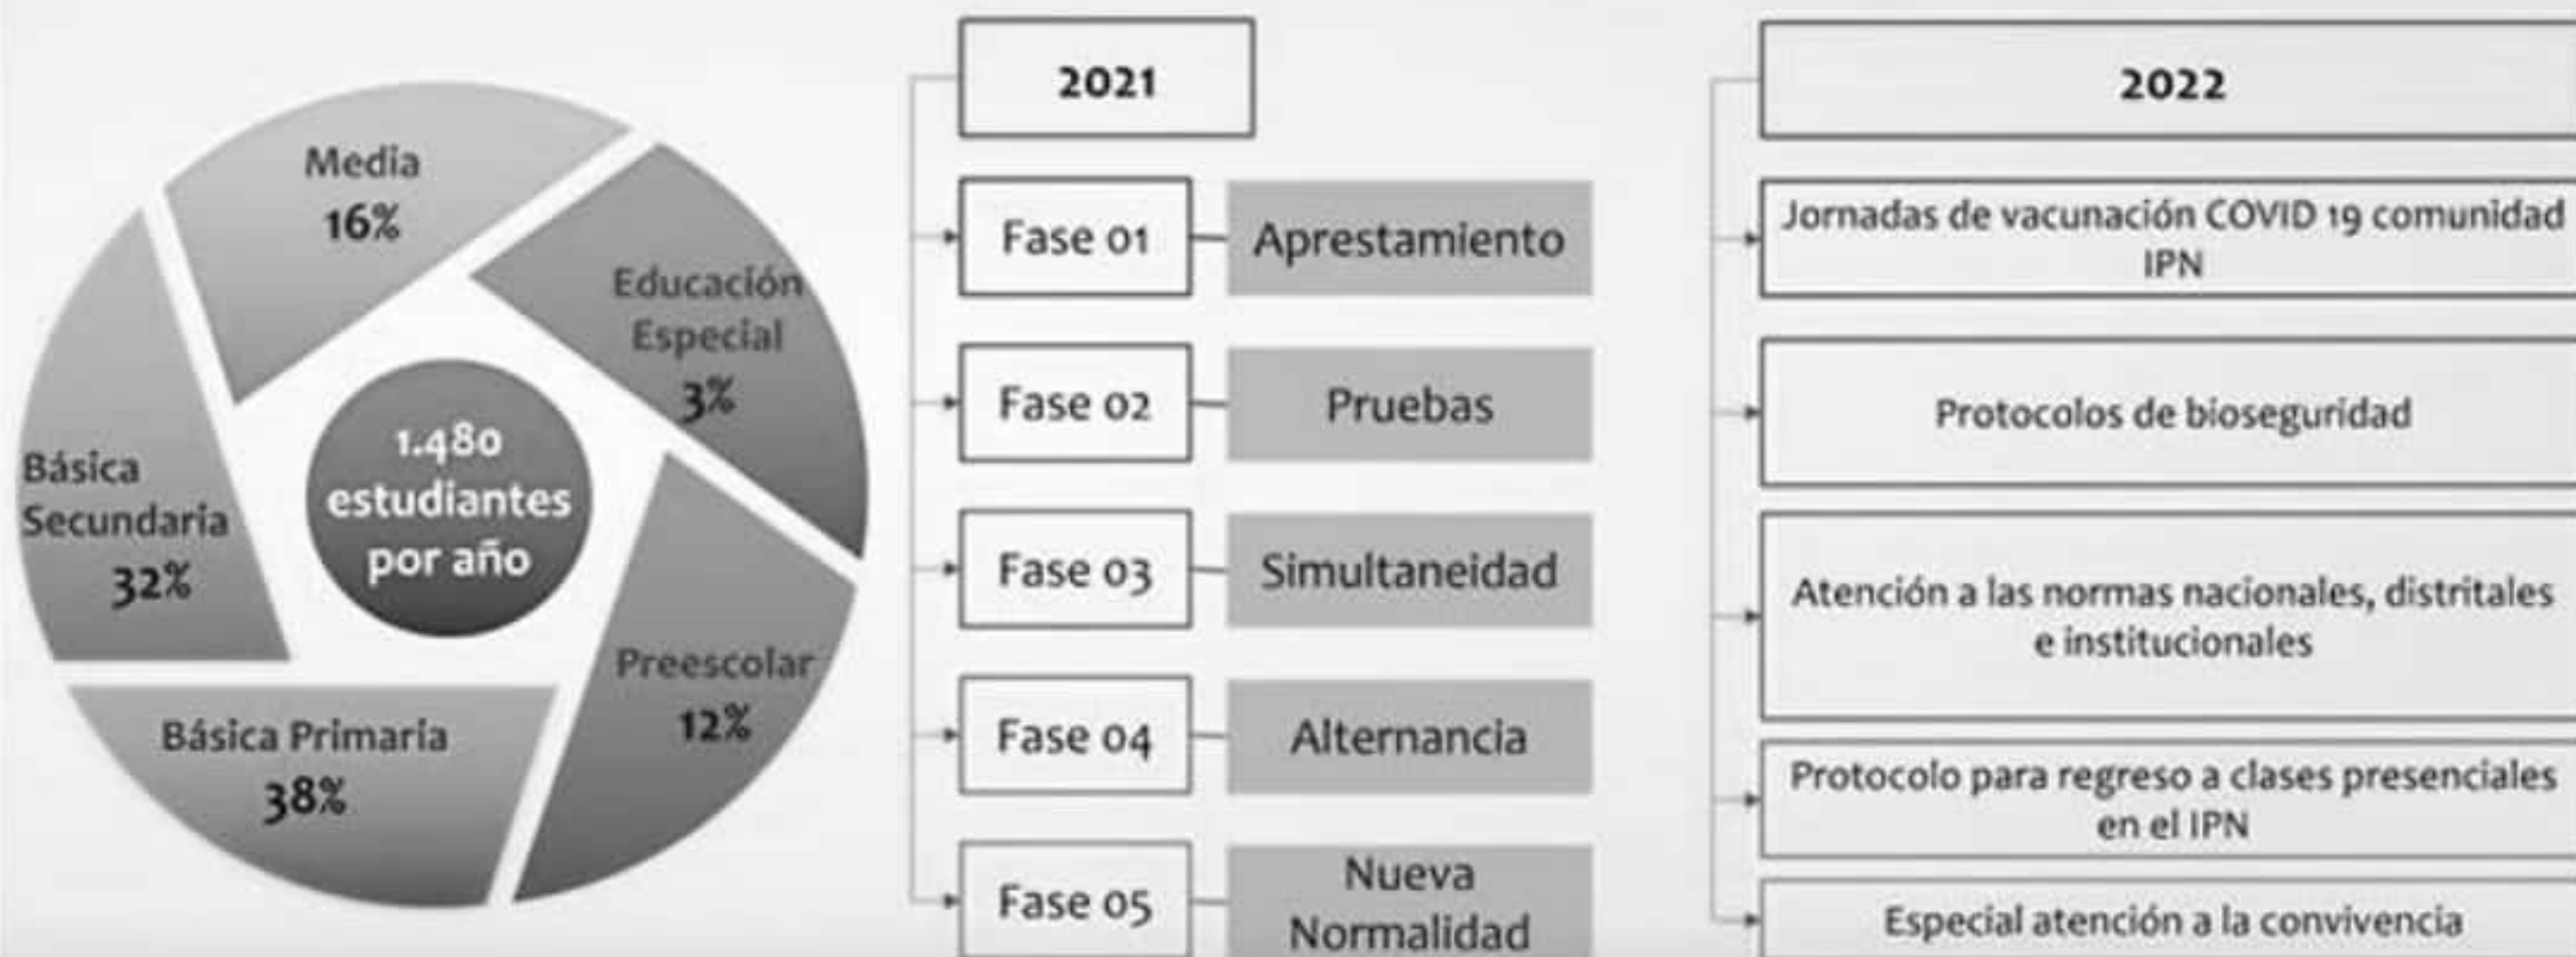 Media
16%
Educación
Especial
3%
Básica
Secundaria
32%
1.480
estudiantes
por año
Preescolar
12%
Básica Primaria
38%
2021
Fase 01
Aprestamiento
Fase 02
Pruebas
Fase 03
Simultaneidad
Fase 04
Alternancia
Fase 05
Nueva
Normalidad
2022
Jornadas de vacunación COVID 19 comunidad
IPN
Protocolos de bioseguridad
Atención a las normas nacionales, distritales
e institucionales
Protocolo para regreso a clases presenciales
en el IPN
Especial atención a la convivencia